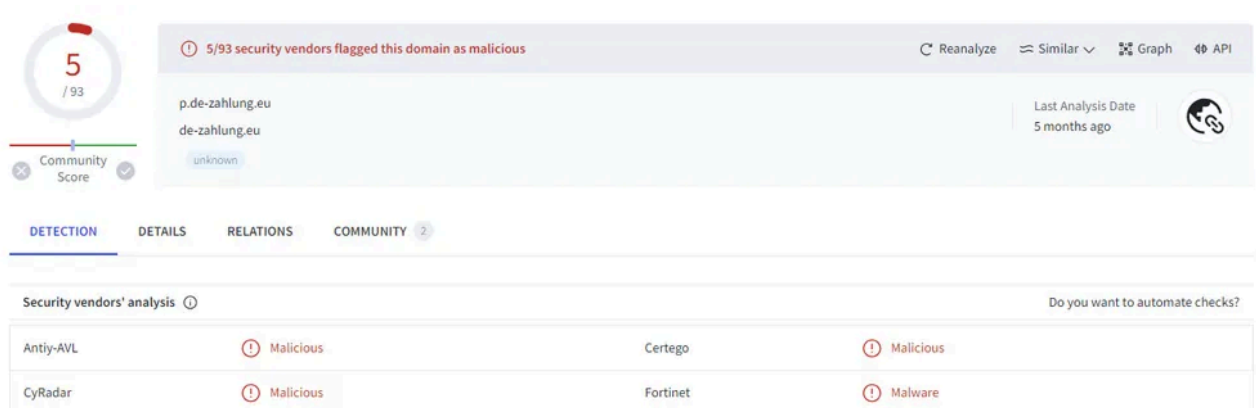 5
/ 93
Community
Score
5/93 security vendors flagged this domain as malicious
Reanalyze
Similar
Graph
API
p.de-zahlung.eu
de-zahlung.eu
unknown
Last Analysis Date
5 months ago
DETECTION
DETAILS
RELATIONS
COMMUNITY 2
Security vendors' analysis
Do you want to automate checks?
Antiy-AVL
Malicious
Certego
Malicious
CyRadar
Malicious
Fortinet
Malware